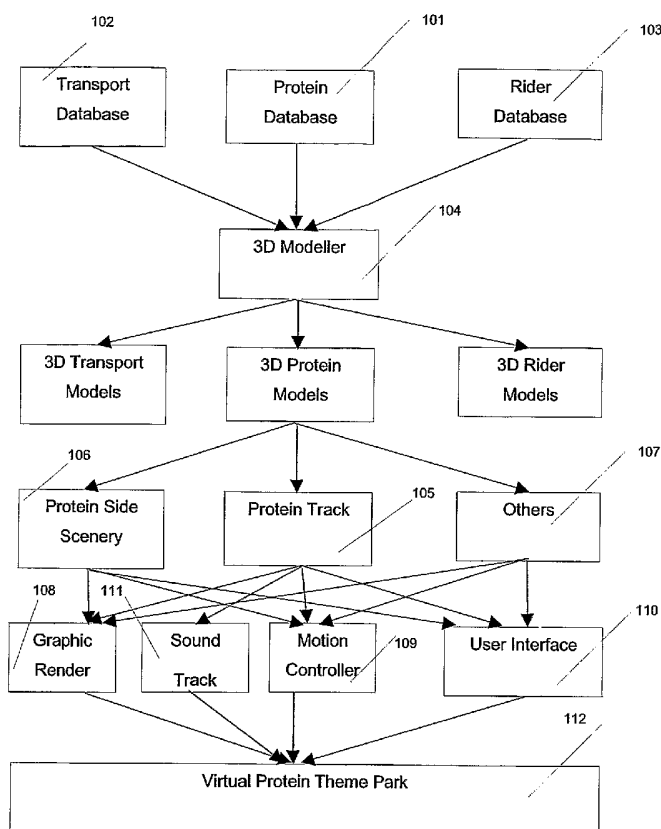 102
101
103
Transport
Database
Protein
Database
Rider
Database
104
3D Modeller
3D Transport
Models
3D Protein
Models
3D Rider
Models
106
107
Protein Side
Scenery
Protein Track
105
Others
108
111
Graphic
Render
Sound
Track
Motion
Controller
109
User Interface
110
112
Virtual Protein Theme Park